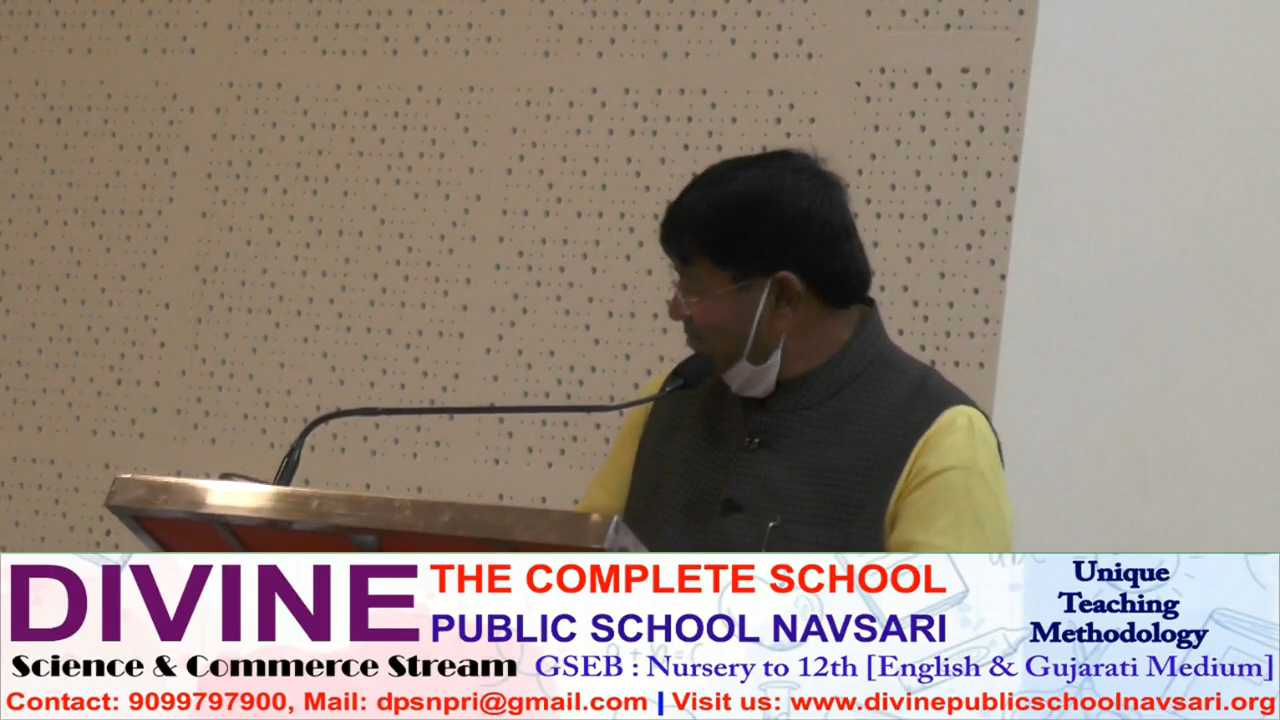 DIVINE THE COMPLETE SCHOOL
PUBLIC SCHOOL NAVSARI
Unique
Teaching
Methodology
Science & Commerce Stream GSEB : Nursery to 12th [English & Gujarati Medium]
Contact: 9099797900, Mail: dpsnpri@gmail.com | Visit us: www.divinepublicschoolnavsari.org